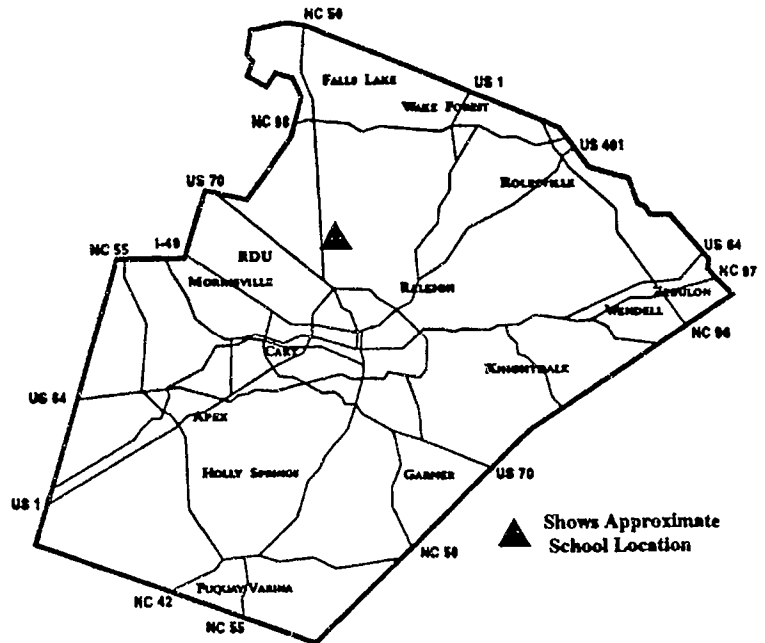 NC 50
FALLS LAKE
US 1
WAKE FOREST
NC 98
US 401
ROLESVILLE
US 70
NC 55
I-40
RDU
MORRISVILLE
US 64
NC 97
RALEIGH
ZEBULON
WENDELL
NC 96
CARY
KNIGHTDALE
US 64
APEX
HOLLY SPRINGS
GARNER
US 70
US 1
Shows Approximate
School Location
NC 50
FUQUAY VARINA
NC 42
NC 55